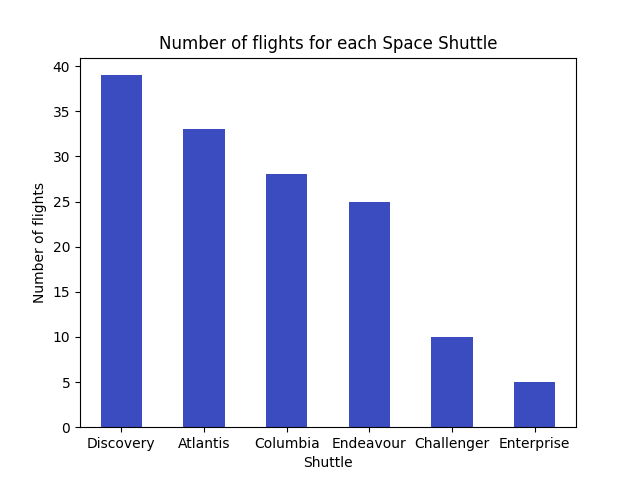 Number of flights for each Space Shuttle
40
35
30
25
20
15
10
5
0
Number of flights
Discovery Atlantis Columbia Endeavour Challenger Enterprise
Shuttle